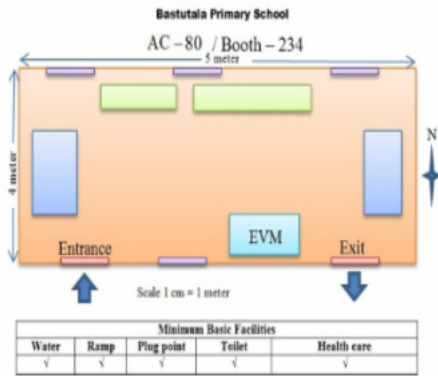 Bastutala Primary School
AC – 80 / Booth – 234
5 meter
4 meter
N
EVM
Entrance
Exit
Scale 1 cm = 1 meter
Minimum Basic Facilities
Water Ramp Plug point Toilet Health care
√ √ √ √ √